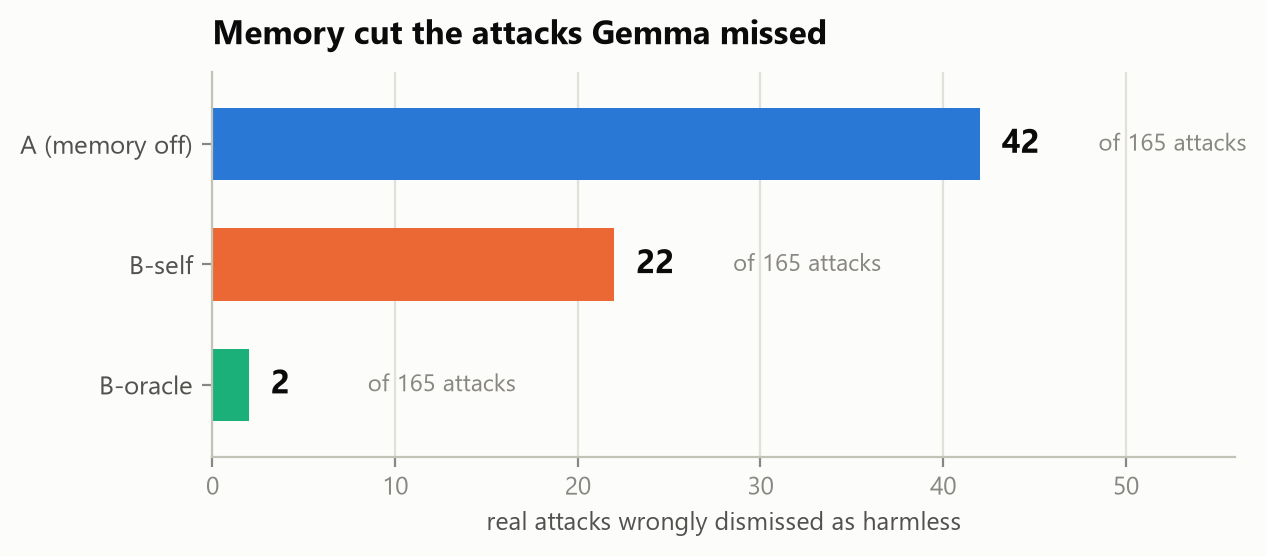 Memory cut the attacks Gemma missed
A (memory off) 42 of 165 attacks
B-self 22 of 165 attacks
B-oracle 2 of 165 attacks
0 10 20 30 40 50
real attacks wrongly dismissed as harmless